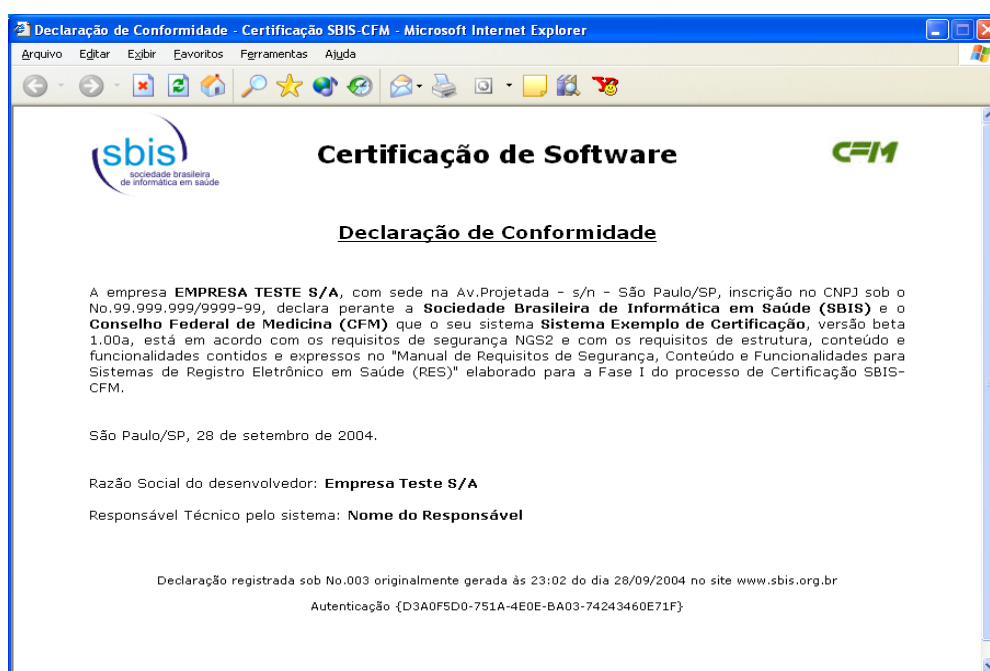 Declaração de Conformidade - Certificação SBIS-CFM - Microsoft Internet Explorer
Arquivo Editar Exibir Favoritos Ferramentas Ajuda
sbis
sociedade brasileira
de informática em saúde
Certificação de Software
CFM
Declaração de Conformidade
A empresa EMPRESA TESTE S/A, com sede na Av.Projetada - s/n - São Paulo/SP, inscrição no CNPJ sob o
No.99.999.999/9999-99, declara perante a Sociedade Brasileira de Informática em Saúde (SBIS) e o
Conselho Federal de Medicina (CFM) que o seu sistema Sistema Exemplo de Certificação, versão beta
1.00a, está em acordo com os requisitos de segurança NGS2 e com os requisitos de estrutura, conteúdo e
funcionalidades contidos e expressos no "Manual de Requisitos de Segurança, Conteúdo e Funcionalidades para
Sistemas de Registro Eletrônico em Saúde (RES)" elaborado para a Fase I do processo de Certificação SBIS-
CFM.
São Paulo/SP, 28 de setembro de 2004.
Razão Social do desenvolvedor: Empresa Teste S/A
Responsável Técnico pelo sistema: Nome do Responsável
Declaração registrada sob No.003 originalmente gerada às 23:02 do dia 28/09/2004 no site www.sbis.org.br
Autenticação {D3A0F5D0-751A-4E0E-BA03-74243460E71F}